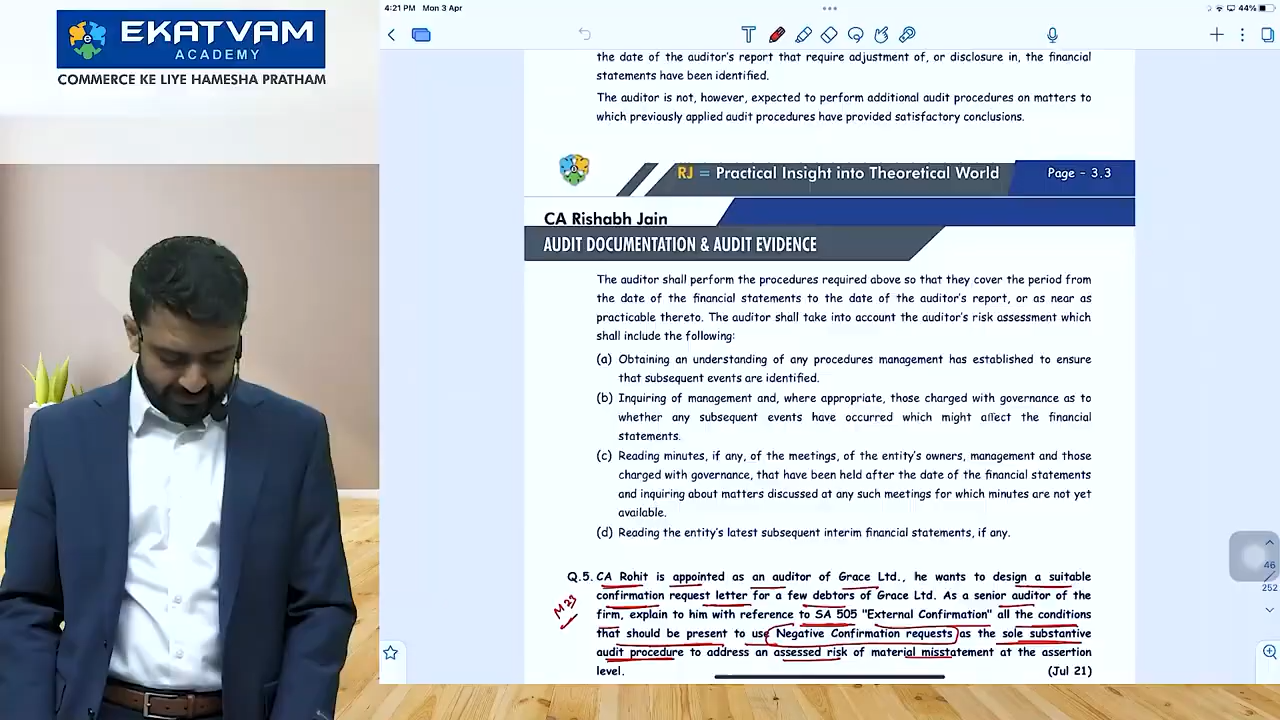 EKATVAM
ACADEMY
COMMERCE KE LIYE HAMESHA PRATHAM
4:21 PM Mon 3 Apr
44%
the date of the auditor's report that require adjustment of, or disclosure in, the financial
statements have been identified.
The auditor is not, however, expected to perform additional audit procedures on matters to
which previously applied audit procedures have provided satisfactory conclusions.
RJ = Practical Insight into Theoretical World
Page - 3.3
CA Rishabh Jain
AUDIT DOCUMENTATION & AUDIT EVIDENCE
The auditor shall perform the procedures required above so that they cover the period from
the date of the financial statements to the date of the auditor's report, or as near as
practicable thereto. The auditor shall take into account the auditor's risk assessment which
shall include the following:
(a) Obtaining an understanding of any procedures management has established to ensure
that subsequent events are identified.
(b) Inquiring of management and, where appropriate, those charged with governance as to
whether any subsequent events have occurred which might affect the financial
statements.
(c) Reading minutes, if any, of the meetings, of the entity's owners, management and those
charged with governance, that have been held after the date of the financial statements
and inquiring about matters discussed at any such meetings for which minutes are not yet
available.
(d) Reading the entity's latest subsequent interim financial statements, if any.
Q.5. CA Rohit is appointed as an auditor of Grace Ltd., he wants to design a suitable
confirmation request letter for a few debtors of Grace Ltd. As a senior auditor of the
M23
firm, explain to him with reference to SA 505 "External Confirmation" all the conditions
that should be present to use Negative Confirmation requests as the sole substantive
audit procedure to address an assessed risk of material misstatement at the assertion
level. (Jul 21)
46
252